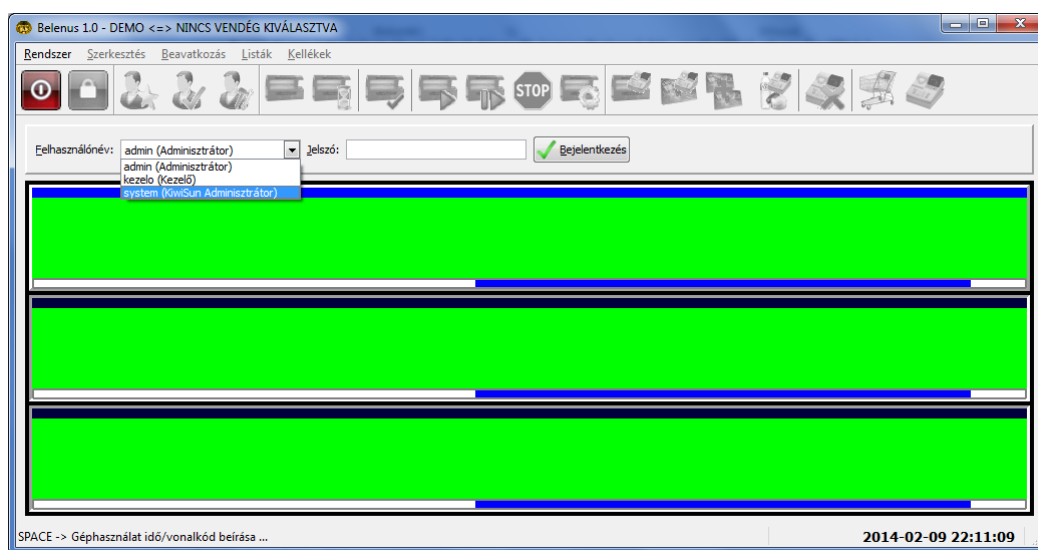 Belenus 1.0 - DEMO <=> NINCS VENDÉG KIVÁLASZTVA
Rendszer Szerkesztés Beavatkozás Listák Kellékek
STOP
Felhasználónév: admin (Adminisztrátor) Jelszó: Bejelentkezés
admin (Adminisztrátor)
kezelo (Kezelő)
system (KiwiSun Adminisztrátor)
SPACE -> Géphasználat idő/vonalkód beírása ... 2014-02-09 22:11:09